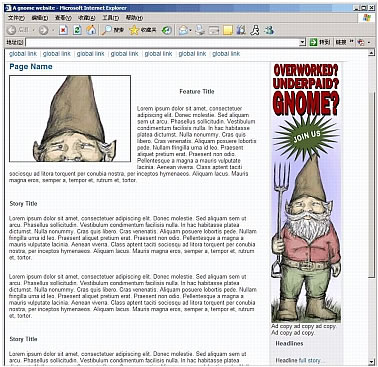 A gnome website - Microsoft Internet Explorer
文件(F) 编辑(E) 查看(V) 收藏(A) 工具(T) 帮助(H)
后退 搜索 收藏夹
地址(D) 转到 链接 »
global link | global link | global link | global link | global link | global link | global link
Page Name
Feature Title
Lorem ipsum dolor sit amet, consectetuer
adipiscing elit. Donec molestie. Sed aliquam
sem ut arcu. Phasellus sollicitudin. Vestibulum
condimentum facilisis nulla. In hac habitasse
platea dictumst. Nulla nonummy. Cras quis
libero. Cras venenatis. Aliquam posuere lobortis
pede. Nullam fringilla urna id leo. Praesent
aliquet pretium erat. Praesent non odio.
Pellentesque a magna a mauris vulputate
lacinia. Aenean viverra. Class aptent taciti
sociosqu ad litora torquent per conubia nostra, per inceptos hymenaeos. Aliquam lacus. Mauris
magna eros, semper a, tempor et, rutrum et, tortor.
Story Title
Lorem ipsum dolor sit amet, consectetuer adipiscing elit. Donec molestie. Sed aliquam sem ut
arcu. Phasellus sollicitudin. Vestibulum condimentum facilisis nulla. In hac habitasse platea
dictumst. Nulla nonummy. Cras quis libero. Cras venenatis. Aliquam posuere lobortis pede. Nullam
fringilla urna id leo. Praesent aliquet pretium erat. Praesent non odio. Pellentesque a magna a
mauris vulputate lacinia. Aenean viverra. Class aptent taciti sociosqu ad litora torquent per conubia
nostra, per inceptos hymenaeos. Aliquam lacus. Mauris magna eros, semper a, tempor et, rutrum
et, tortor.
Lorem ipsum dolor sit amet, consectetuer adipiscing elit. Donec molestie. Sed aliquam sem ut
arcu. Phasellus sollicitudin. Vestibulum condimentum facilisis nulla. In hac habitasse platea
dictumst. Nulla nonummy. Cras quis libero. Cras venenatis. Aliquam posuere lobortis pede. Nullam
fringilla urna id leo. Praesent aliquet pretium erat. Praesent non odio. Pellentesque a magna a
mauris vulputate lacinia. Aenean viverra. Class aptent taciti sociosqu ad litora torquent per conubia
nostra, per inceptos hymenaeos. Aliquam lacus. Mauris magna eros, semper a, tempor et, rutrum
et, tortor.
Story Title
Lorem ipsum dolor sit amet, consectetuer adipiscing elit. Donec molestie. Sed aliquam sem ut
arcu. Phasellus sollicitudin. Vestibulum condimentum facilisis nulla. In hac habitasse platea
OVERWORKED?
UNDERPAID?
GNOME?
JOIN US
Ad copy ad copy ad copy.
Ad copy ad copy.
Headlines
Headline full story...